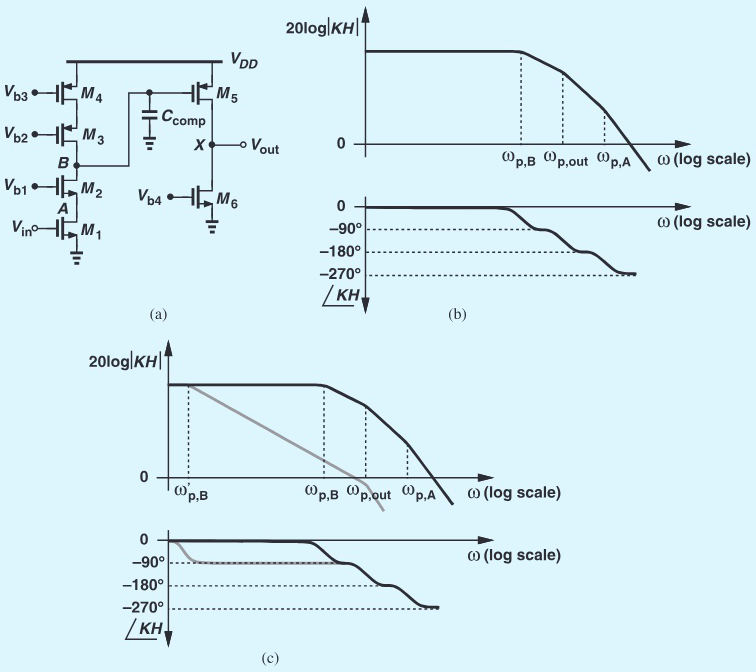 V_DD
V_b3 M_4 M_5
C_comp
V_b2 M_3
B X V_out
V_b1 M_2
V_b4 M_6
A
V_in M_1
(a)
20log|KH|
0
ω_p,B ω_p,out ω_p,A
ω (log scale)
0
ω (log scale)
−90°
−180°
−270°
∠KH
(b)
20log|KH|
0
ω'_p,B ω_p,B ω_p,out ω_p,A
ω (log scale)
0
ω (log scale)
−90°
−180°
−270°
∠KH
(c)